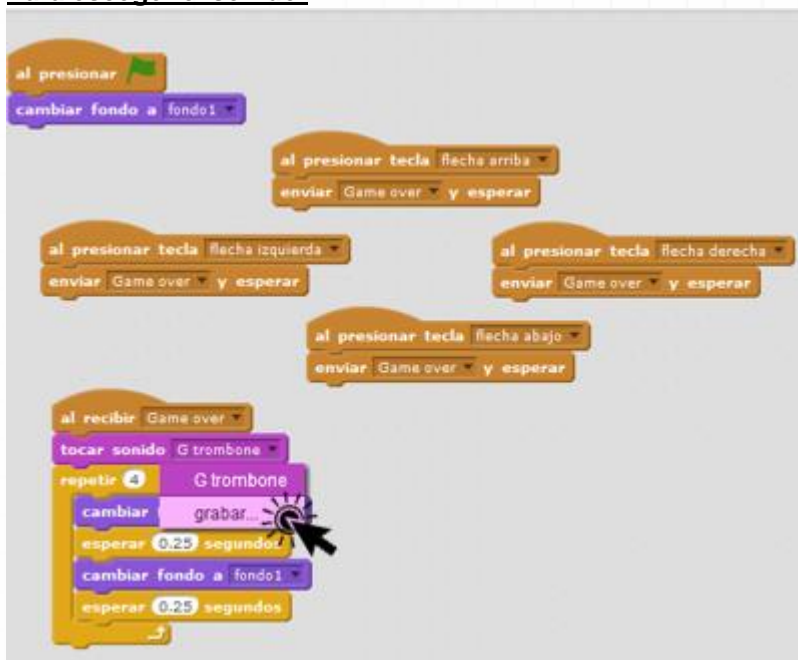 al presionar
cambiar fondo a fondo1
al presionar tecla flecha arriba
enviar Game over y esperar
al presionar tecla flecha izquierda
enviar Game over y esperar
al presionar tecla flecha derecha
enviar Game over y esperar
al presionar tecla flecha abajo
enviar Game over y esperar
al recibir Game over
tocar sonido G trombone
repetir 4
G trombone
cambiar
grabar...
esperar 0.25 segundos
cambiar fondo a fondo1
esperar 0.25 segundos